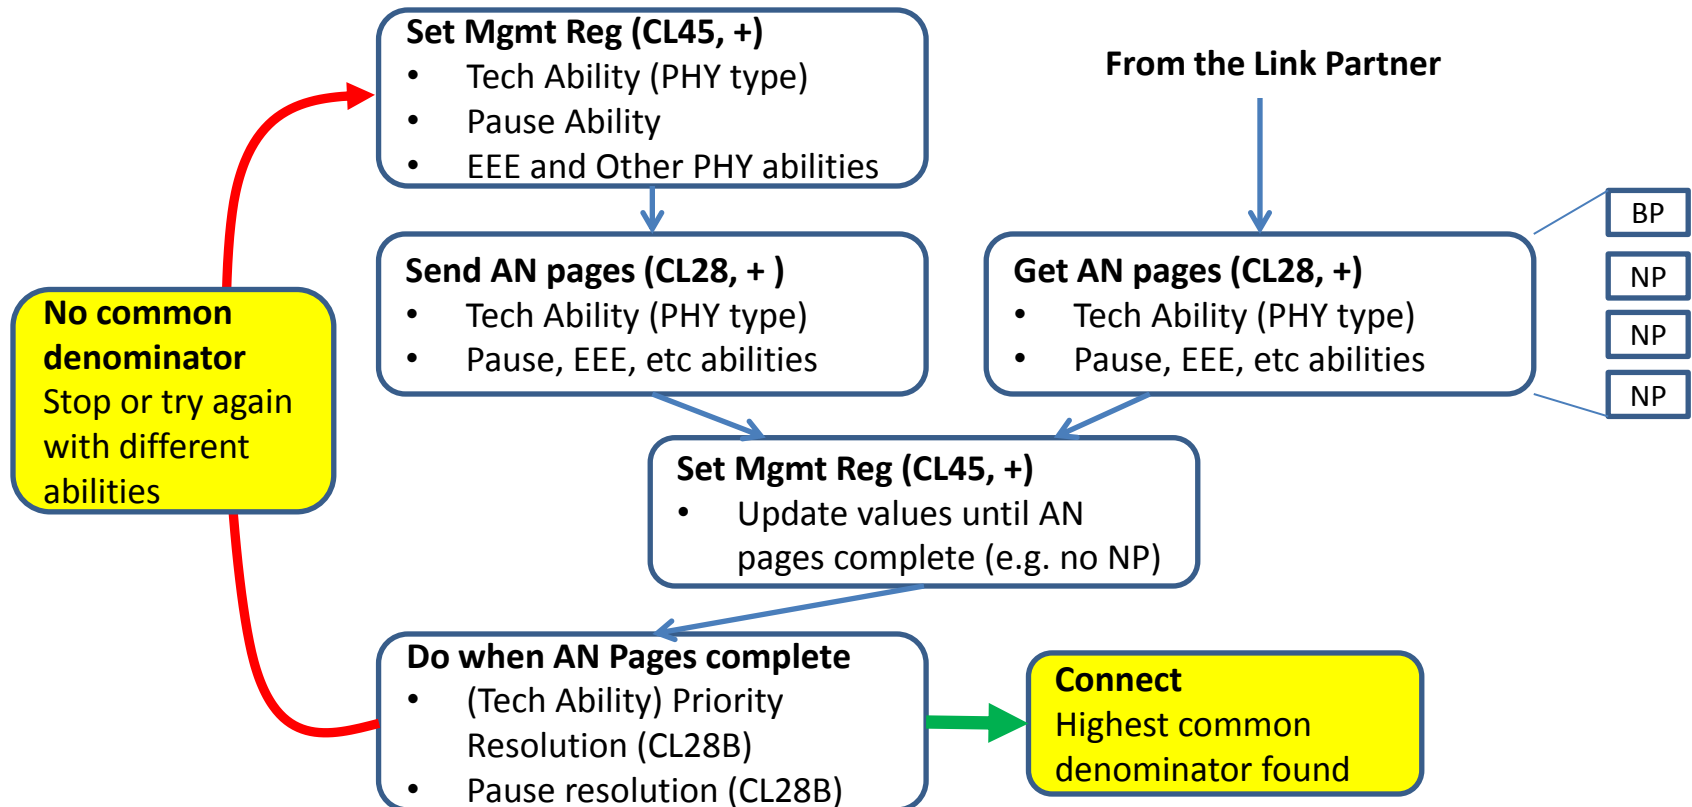 Set Mgmt Reg (CL45, +)
• Tech Ability (PHY type)
• Pause Ability
• EEE and Other PHY abilities
From the Link Partner
Send AN pages (CL28, + )
• Tech Ability (PHY type)
• Pause, EEE, etc abilities
Get AN pages (CL28, +)
• Tech Ability (PHY type)
• Pause, EEE, etc abilities
BP
NP
NP
NP
No common
denominator
Stop or try again
with different
abilities
Set Mgmt Reg (CL45, +)
• Update values until AN
pages complete (e.g. no NP)
Do when AN Pages complete
• (Tech Ability) Priority
Resolution (CL28B)
• Pause resolution (CL28B)
Connect
Highest common
denominator found